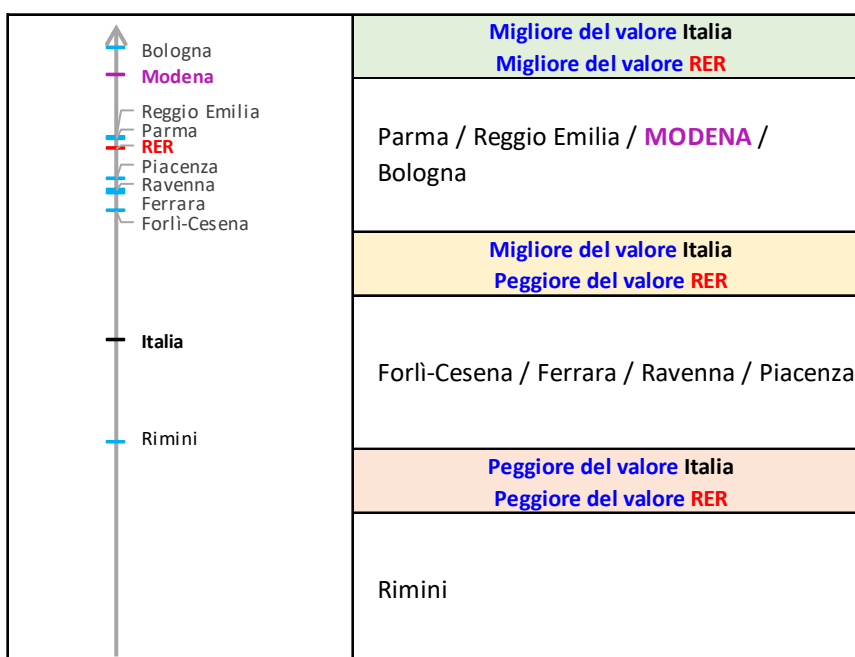 Bologna
Modena
Reggio Emilia
Parma
RER
Piacenza
Ravenna
Ferrara
Forlì-Cesena
Italia
Rimini
Migliore del valore Italia
Migliore del valore RER
Parma / Reggio Emilia / MODENA /
Bologna
Migliore del valore Italia
Peggiore del valore RER
Forlì-Cesena / Ferrara / Ravenna / Piacenza
Peggiore del valore Italia
Peggiore del valore RER
Rimini